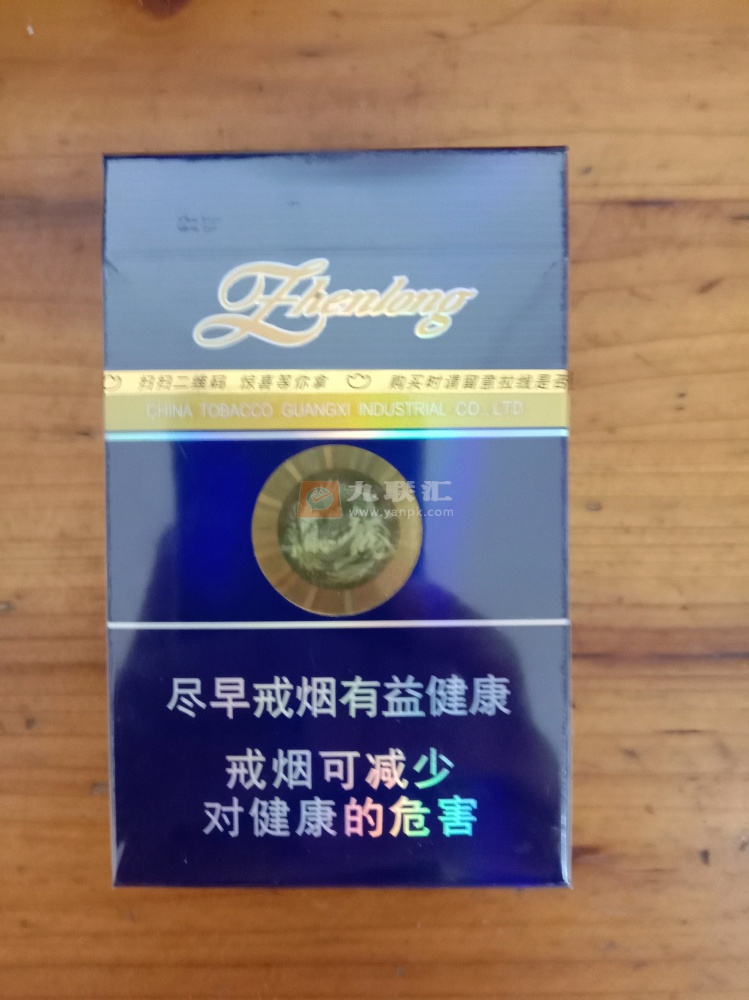 Zhenlong
扫扫二维码 惊喜等你拿 购买时请留意拉线是否
CHINA TOBACCO GUANGXI INDUSTRIAL CO., LTD
九联汇
www.yanpk.com
尽早戒烟有益健康
戒烟可减少
对健康的危害